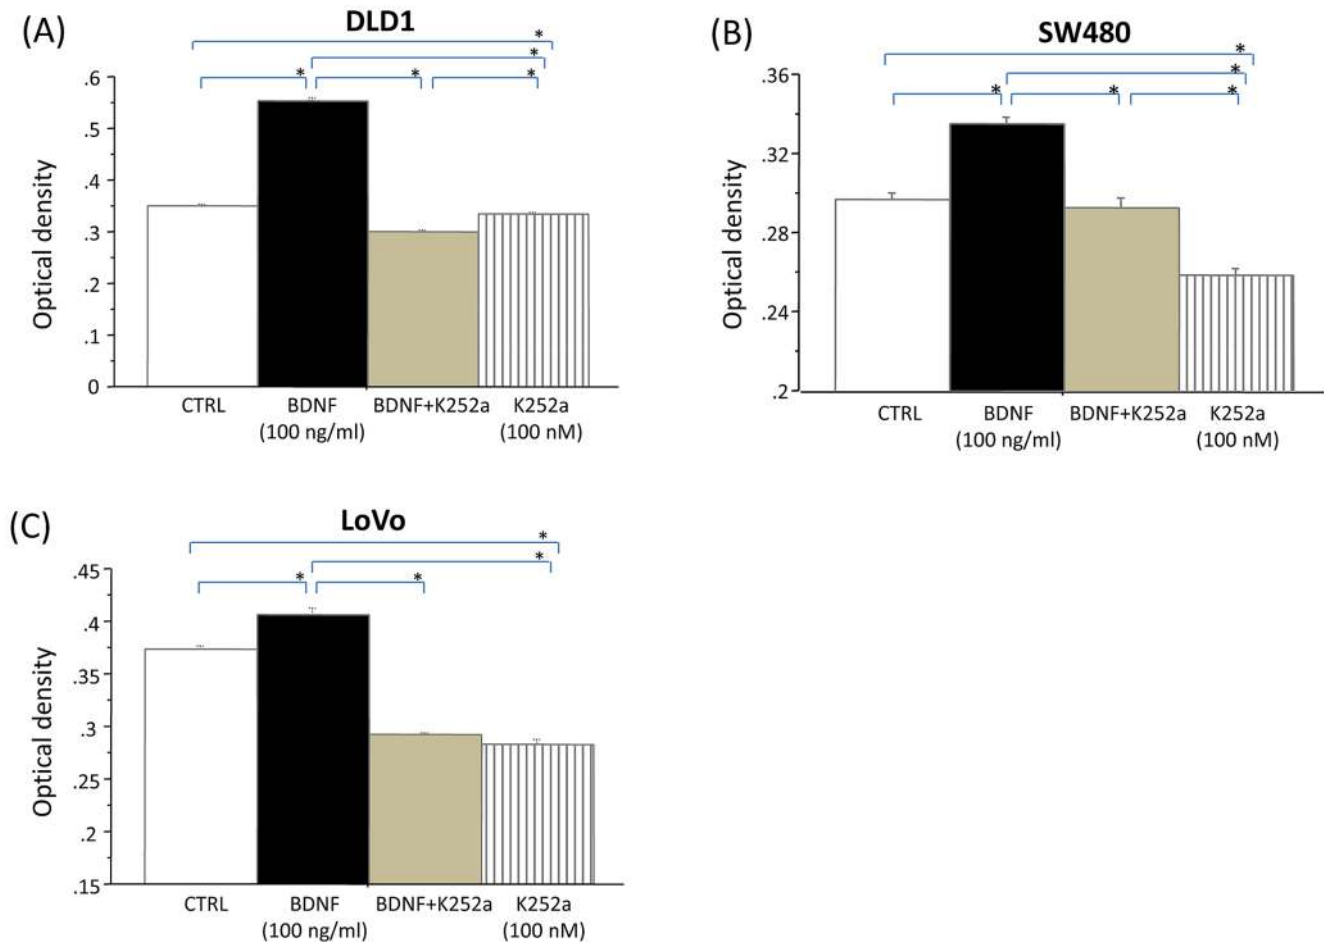 (A)
DLD1
*
*
* * *
.6
.5
.4
.3
.2
.1
0
Optical density
CTRL BDNF BDNF+K252a K252a
(100 ng/ml) (100 nM)
(B)
SW480
*
*
* * *
.36
.32
.28
.24
.2
Optical density
CTRL BDNF BDNF+K252a K252a
(100 ng/ml) (100 nM)
(C)
LoVo
*
*
* *
.45
.4
.35
.3
.25
.2
.15
Optical density
CTRL BDNF BDNF+K252a K252a
(100 ng/ml) (100 nM)